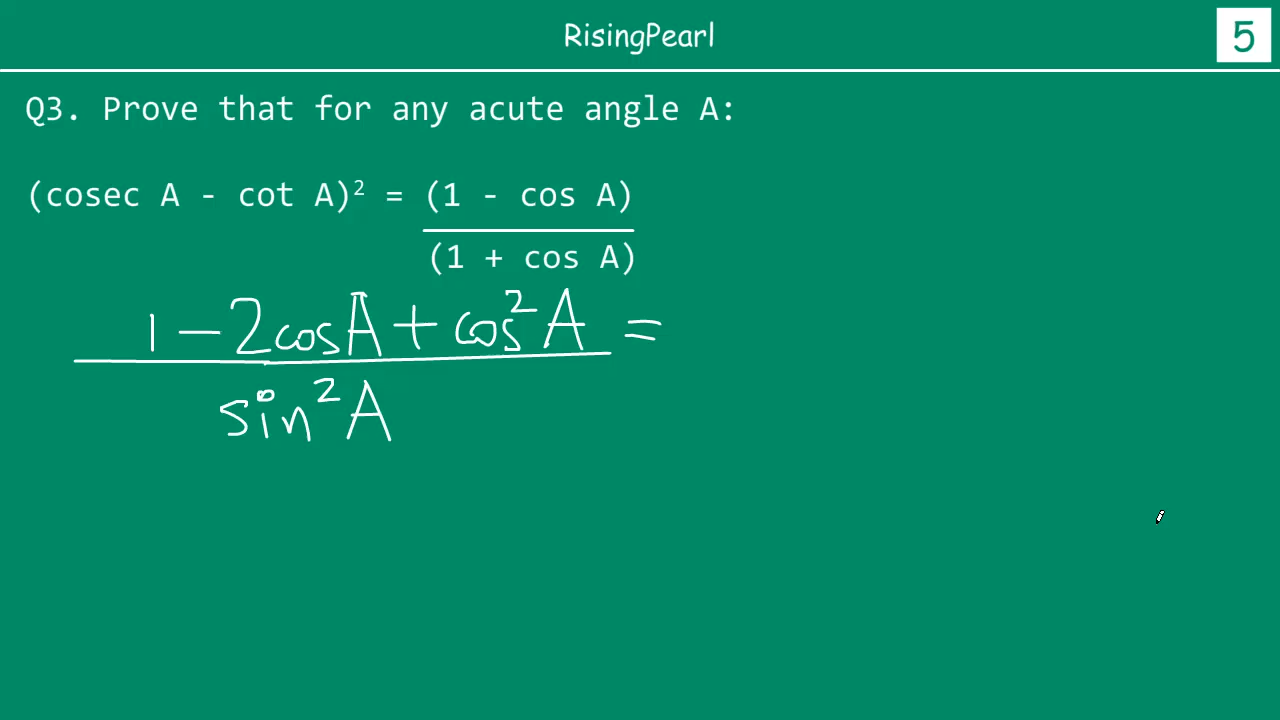 RisingPearl
5
Q3. Prove that for any acute angle A:
(cosec A - cot A)² = (1 - cos A)
(1 + cos A)
1 - 2cosA + cos²A =
sin²A